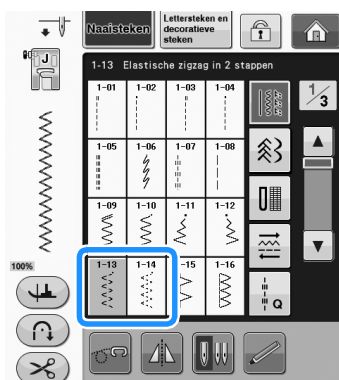 Naaisteken
Lettersteken en
decoratieve
steken
J
1-13 Elastische zigzag in 2 stappen
1-01 1-02 1-03 1-04
1/3
1-05 1-06 1-07 1-08
1-09 1-10 1-11 1-12
100%
1-13 1-14 -15 1-16
Q